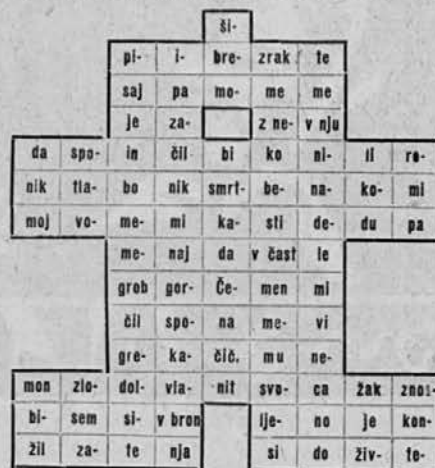 ši-
pi- i- bre- zrak te
saj pa mo- me me
je za- z ne- v nju
da spo- in čil bi ko ni- ti re-
nik tla- bo nik smrt- be- na- ko- mi
moj vo- me- mi ka- sti de- du pa
me- naj da v čast le
grob gor- Če- men mi
čil spo- na me- vi
gre- ka- čič. mu ne-
mon zlo- dol- vla- nit svo- ca žak znoi-
bi- sem si- v bron lje- no je kon-
žil za- te nja si do živ- te-